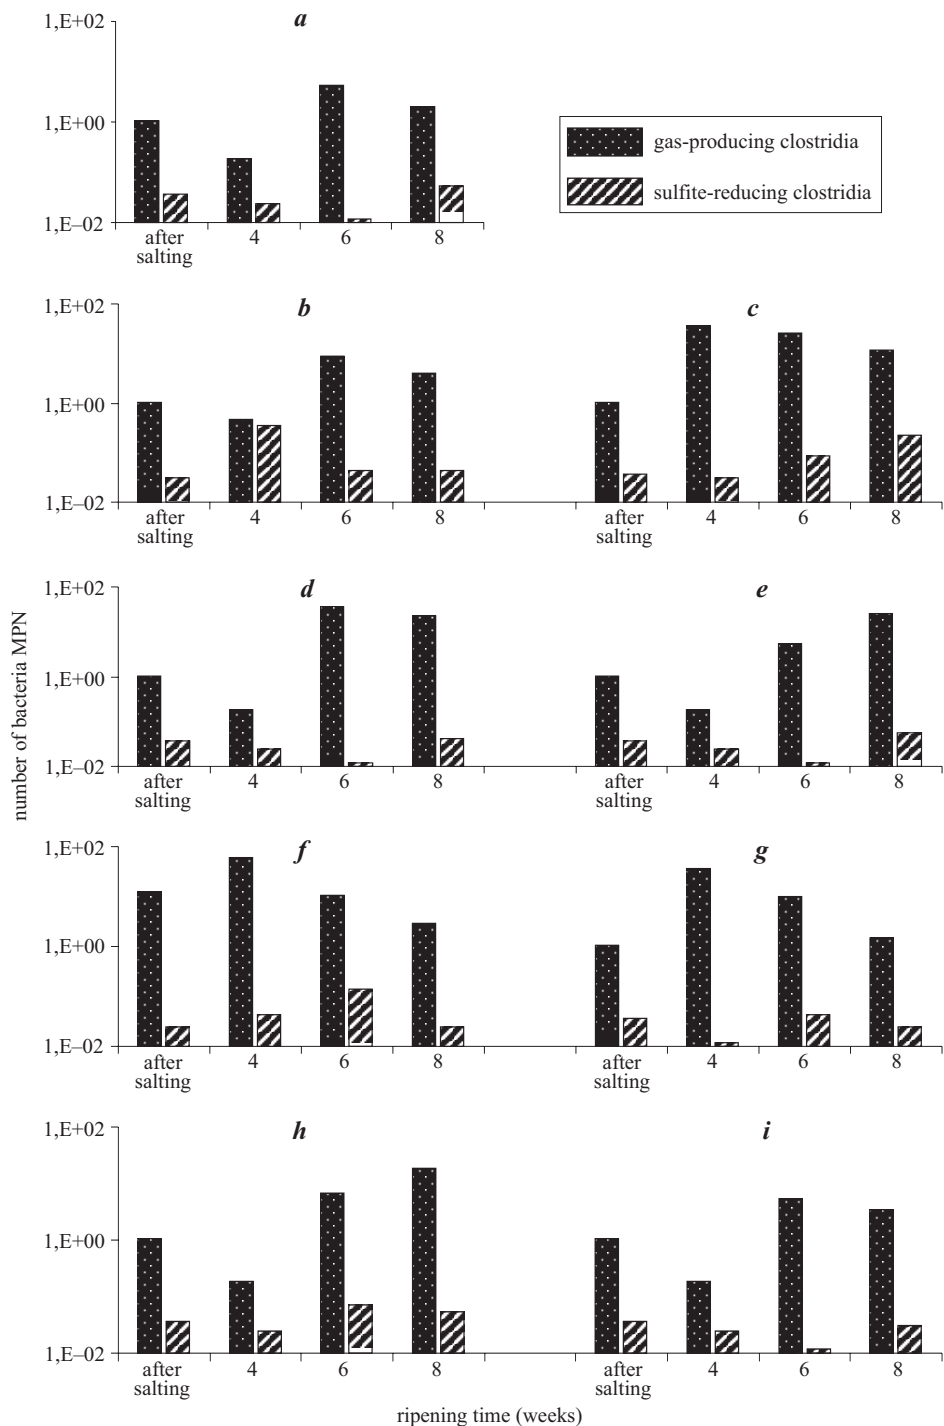 a
1,E+02
1,E+00
1,E–02
after salting
4
6
8
gas-producing clostridia
sulfite-reducing clostridia
b
1,E+02
1,E+00
1,E–02
after salting
4
6
8
c
after salting
4
6
8
d
1,E+02
1,E+00
1,E–02
after salting
4
6
8
e
after salting
4
6
8
f
1,E+02
1,E+00
1,E–02
after salting
4
6
8
g
after salting
4
6
8
h
1,E+02
1,E+00
1,E–02
after salting
4
6
8
i
after salting
4
6
8
number of bacteria MPN
ripening time (weeks)